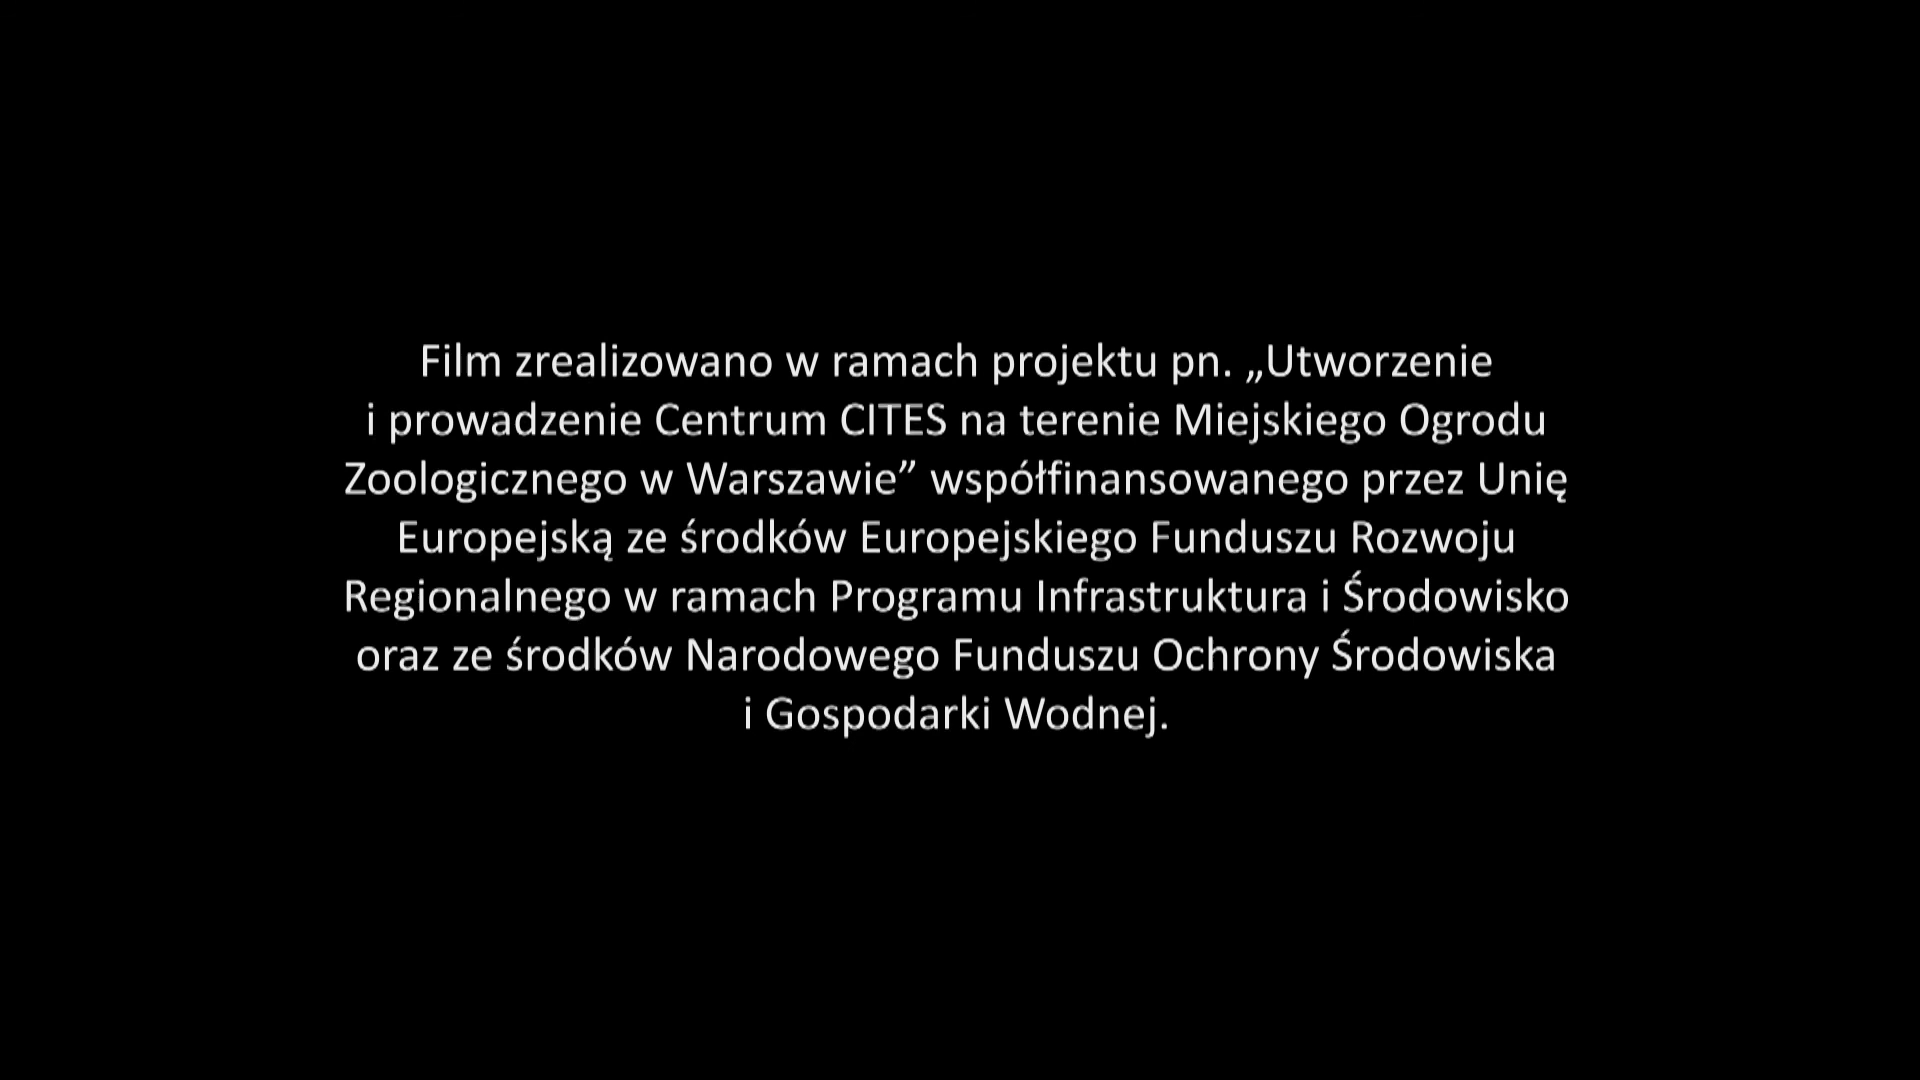 Film zrealizowano w ramach projektu pn. „Utworzenie
i prowadzenie Centrum CITES na terenie Miejskiego Ogrodu
Zoologicznego w Warszawie” współfinansowanego przez Unię
Europejską ze środków Europejskiego Funduszu Rozwoju
Regionalnego w ramach Programu Infrastruktura i Środowisko
oraz ze środków Narodowego Funduszu Ochrony Środowiska
i Gospodarki Wodnej.